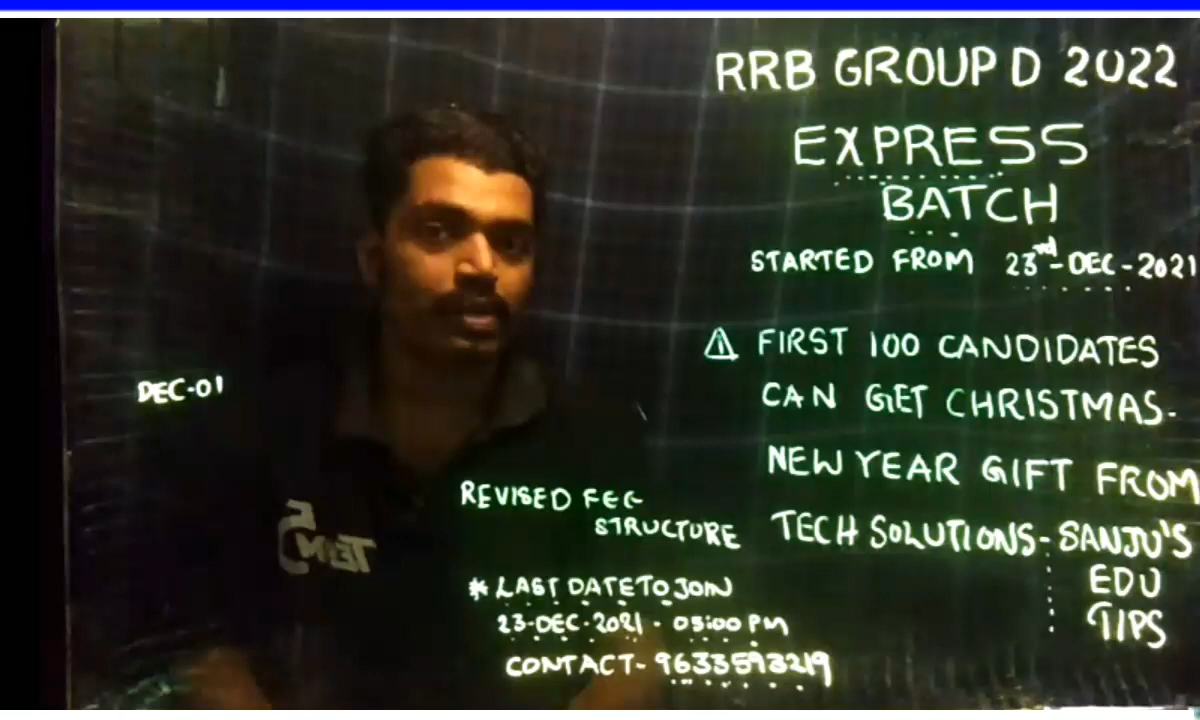 RRB GROUP D 2022
EXPRESS
BATCH
STARTED FROM 23rd-DEC-2021
⚠ FIRST 100 CANDIDATES
CAN GET CHRISTMAS-
NEW YEAR GIFT FROM
TECH SOLUTIONS-SANJU'S
EDU
TIPS
DEC-01
REVISED FEE
STRUCTURE
* LAST DATE TO JOIN
23-DEC-2021 - 05:00 PM
CONTACT- 9633593219